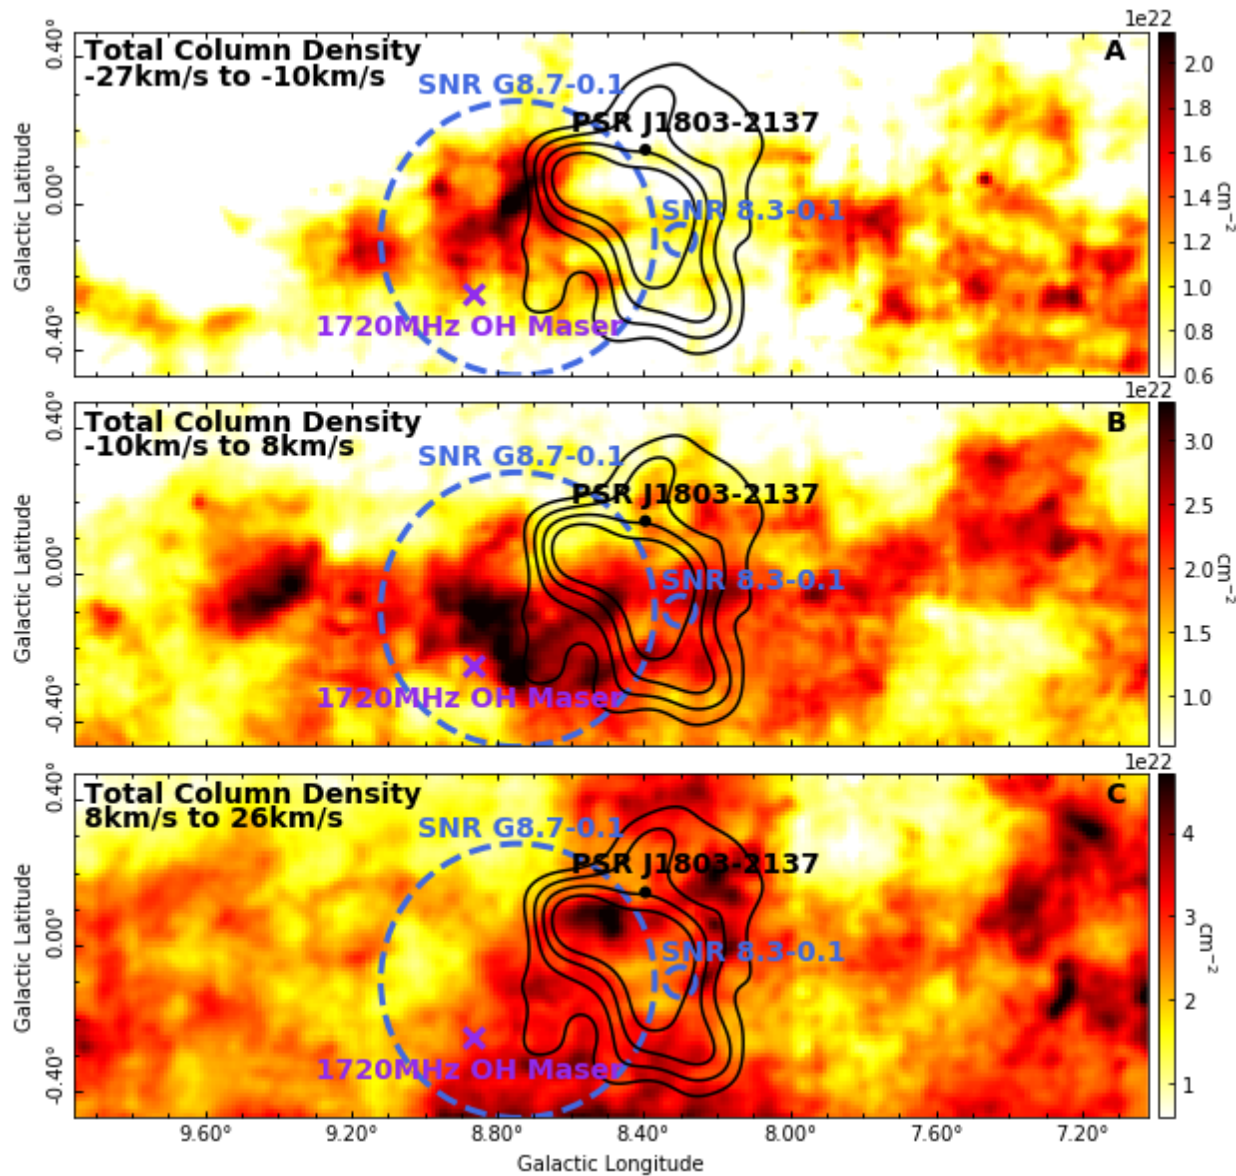 1e22
Total Column Density
-27km/s to -10km/s
A
SNR G8.7-0.1
PSR J1803-2137
SNR 8.3-0.1
1720MHz OH Maser
Galactic Latitude
0.40°
0.00°
-0.40°
2.0
1.8
1.6
1.4
1.2
1.0
0.8
0.6
cm⁻²
1e22
Total Column Density
-10km/s to 8km/s
B
SNR G8.7-0.1
PSR J1803-2137
SNR 8.3-0.1
1720MHz OH Maser
Galactic Latitude
0.40°
0.00°
-0.40°
3.0
2.5
2.0
1.5
1.0
cm⁻²
1e22
Total Column Density
8km/s to 26km/s
C
SNR G8.7-0.1
PSR J1803-2137
SNR 8.3-0.1
1720MHz OH Maser
Galactic Latitude
0.40°
0.00°
-0.40°
4
3
2
1
cm⁻²
9.60° 9.20° 8.80° 8.40° 8.00° 7.60° 7.20°
Galactic Longitude